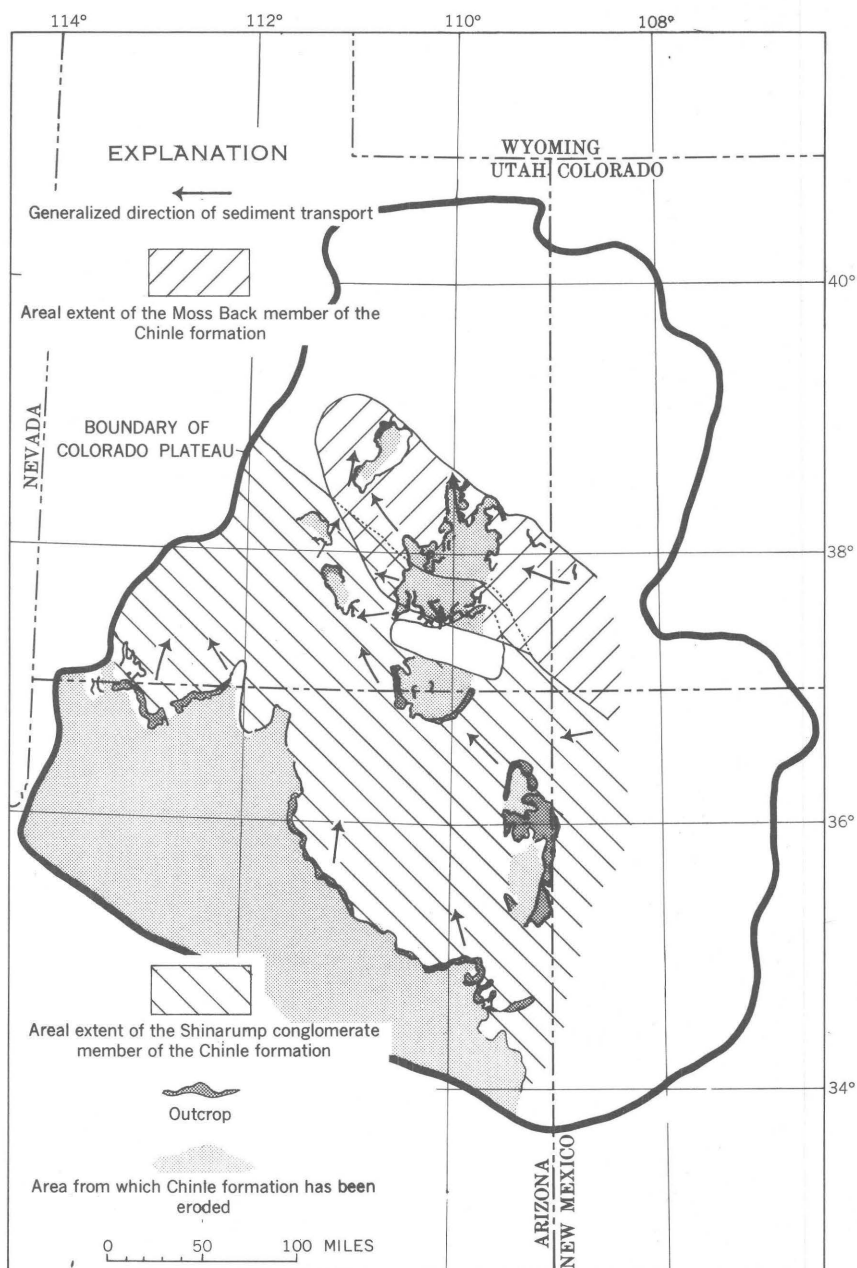 114°
112°
110°
108°
EXPLANATION
WYOMING
UTAH
COLORADO
Generalized direction of sediment transport
40°
Areal extent of the Moss Back member of the
Chinle formation
NEVADA
BOUNDARY OF
COLORADO PLATEAU
38°
36°
Areal extent of the Shinarump conglomerate
member of the Chinle formation
34°
Outcrop
Area from which Chinle formation has been
eroded
ARIZONA
NEW MEXICO
0 50 100 MILES